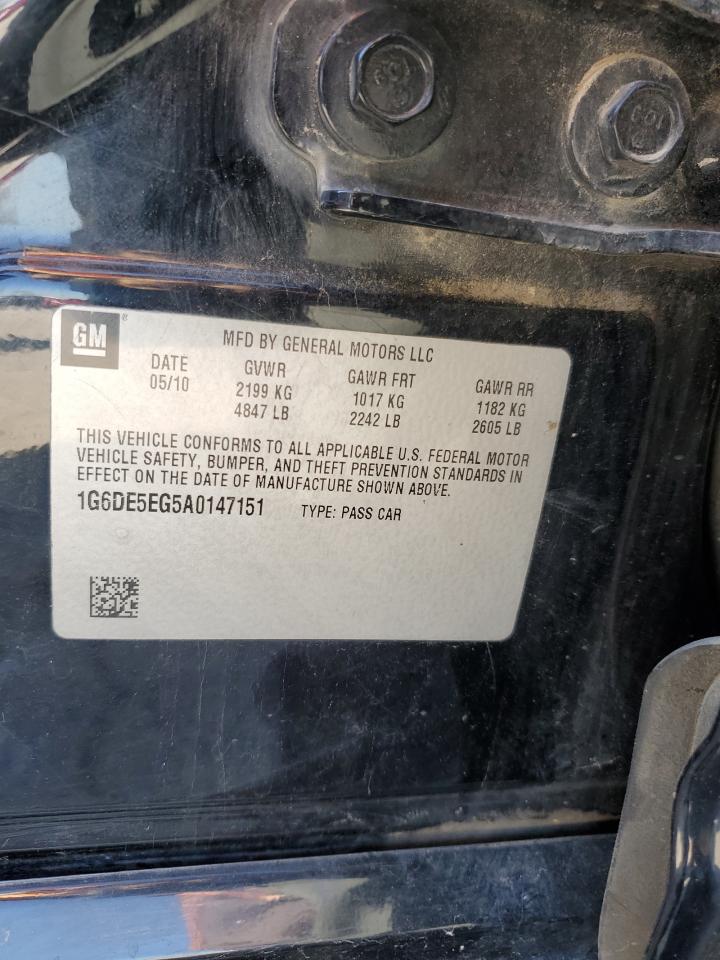 GM ®
MFD BY GENERAL MOTORS LLC
DATE GVWR GAWR FRT GAWR RR
05/10 2199 KG 1017 KG 1182 KG
4847 LB 2242 LB 2605 LB
THIS VEHICLE CONFORMS TO ALL APPLICABLE U.S. FEDERAL MOTOR
VEHICLE SAFETY, BUMPER, AND THEFT PREVENTION STANDARDS IN
EFFECT ON THE DATE OF MANUFACTURE SHOWN ABOVE.
1G6DE5EG5A0147151 TYPE: PASS CAR